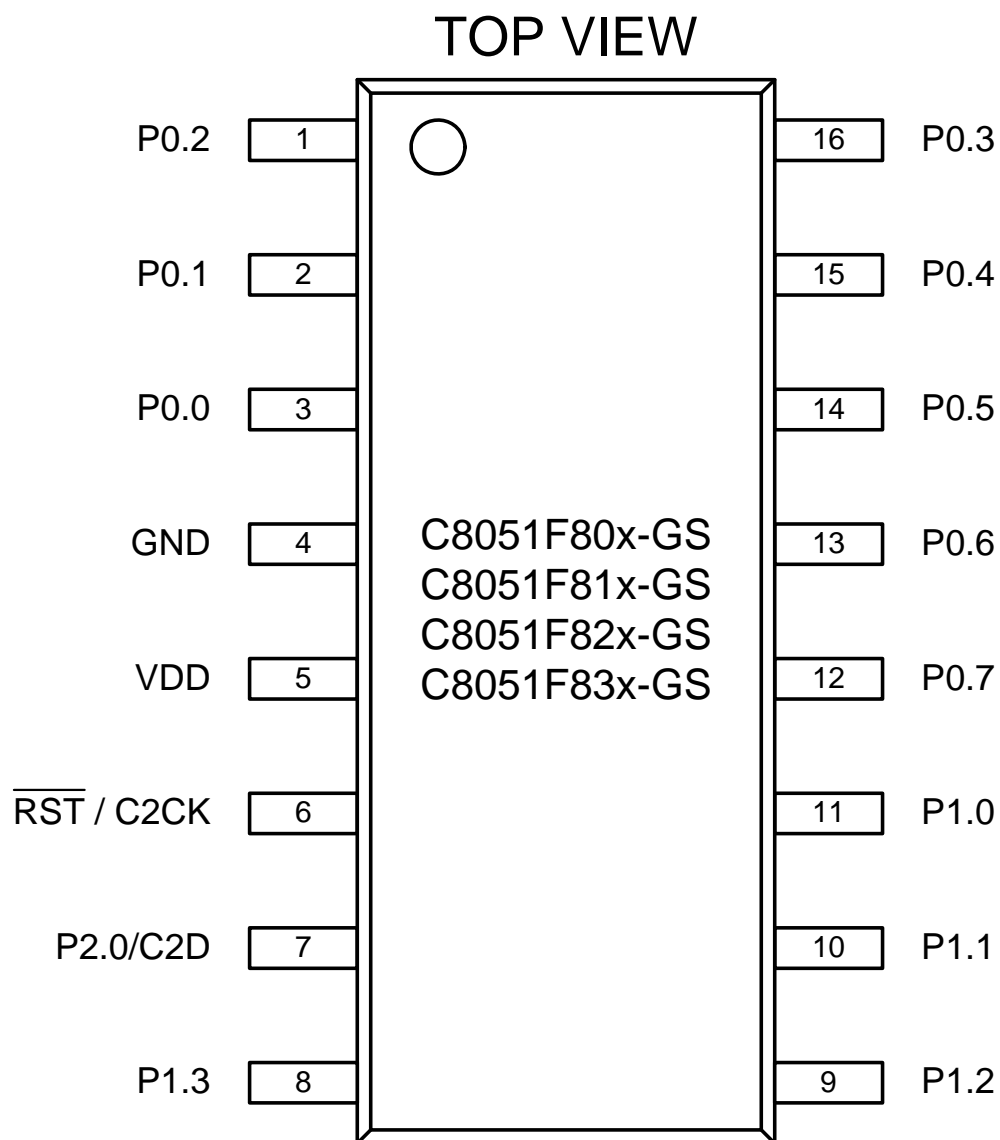 TOP VIEW
P0.2 1 16 P0.3
P0.1 2 15 P0.4
P0.0 3 14 P0.5
GND 4 13 P0.6
C8051F80x-GS
C8051F81x-GS
C8051F82x-GS
C8051F83x-GS
VDD 5 12 P0.7
RST / C2CK 6 11 P1.0
P2.0/C2D 7 10 P1.1
P1.3 8 9 P1.2